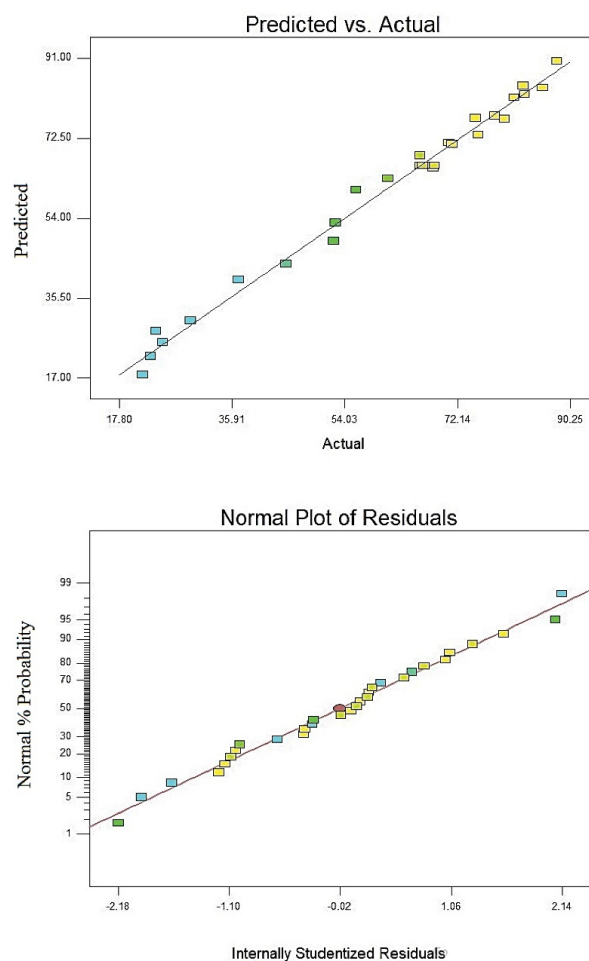 Predicted vs. Actual
91.00
72.50
54.00
35.50
17.00
Predicted
17.80 35.91 54.03 72.14 90.25
Actual
Normal Plot of Residuals
99
95
90
80
70
50
30
20
10
5
1
Normal % Probability
-2.18 -1.10 -0.02 1.06 2.14
Internally Studentized Residuals